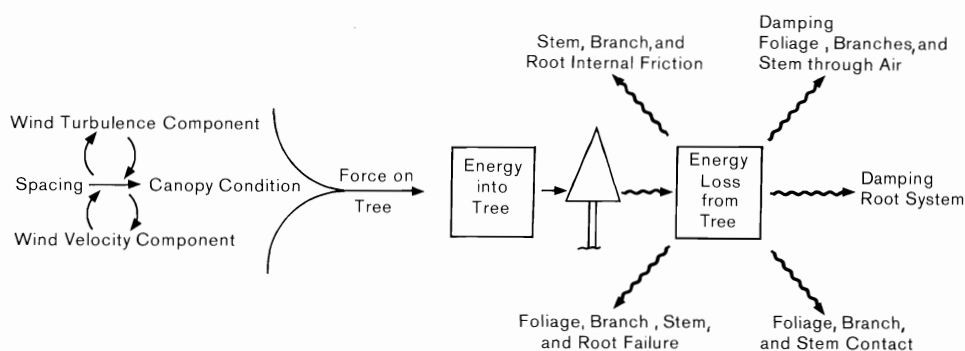 Wind Turbulence Component
Spacing
Canopy Condition
Wind Velocity Component
Force on
Tree
Energy
into
Tree
Energy
Loss
from
Tree
Stem, Branch, and
Root Internal Friction
Damping
Foliage , Branches, and
Stem through Air
Damping
Root System
Foliage, Branch , Stem,
and Root Failure
Foliage, Branch,
and Stem Contact